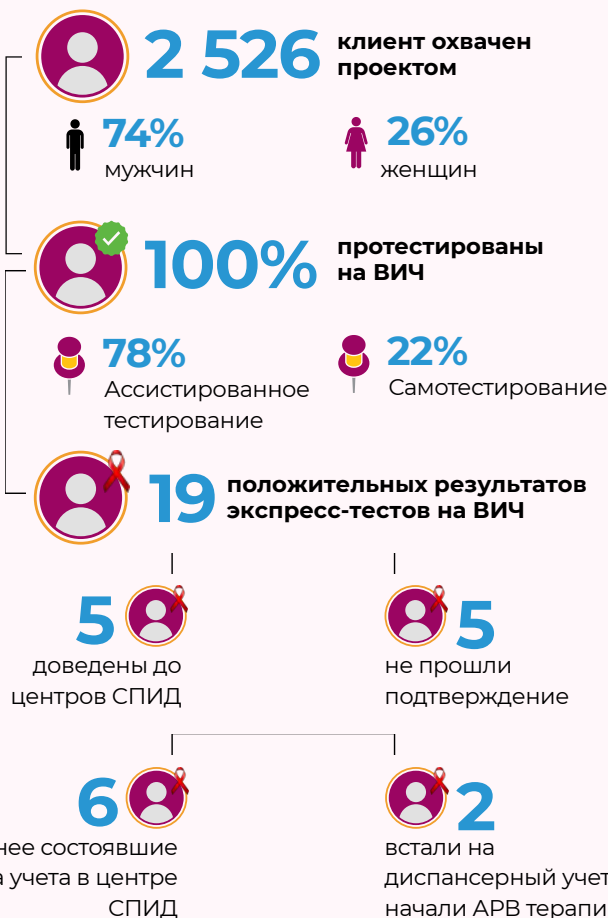 2 526 клиент охвачен
проектом
74%
мужчин
26%
женщин
100% протестированы
на ВИЧ
78%
Ассистированное
тестирование
22%
Самотестирование
19 положительных результатов
экспресс-тестов на ВИЧ
5
доведены до
центров СПИД
5
не прошли
подтверждение
6
нее состоявшие
а учета в центре
СПИД
2
встали на
диспансерный учет
начали АРВ терапи